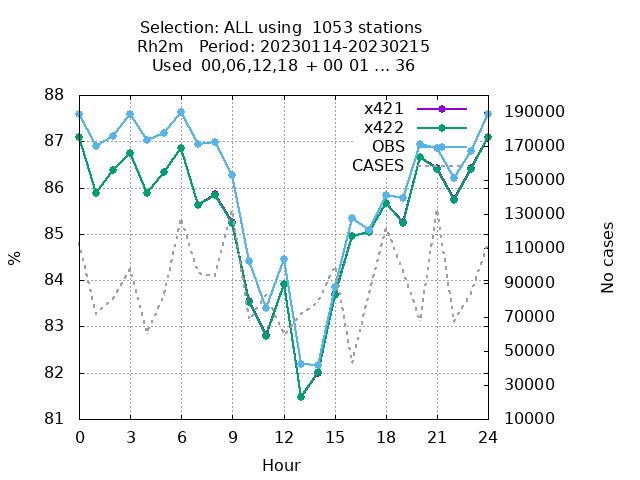 Selection: ALL using  1053 stations
Rh2m   Period: 20230114-20230215
Used  00,06,12,18 + 00 01 ... 36
x421
x422
OBS
CASES
88
87
86
85
84
83
82
81
%
190000
170000
150000
130000
110000
90000
70000
50000
30000
10000
No cases
0 3 6 9 12 15 18 21 24
Hour